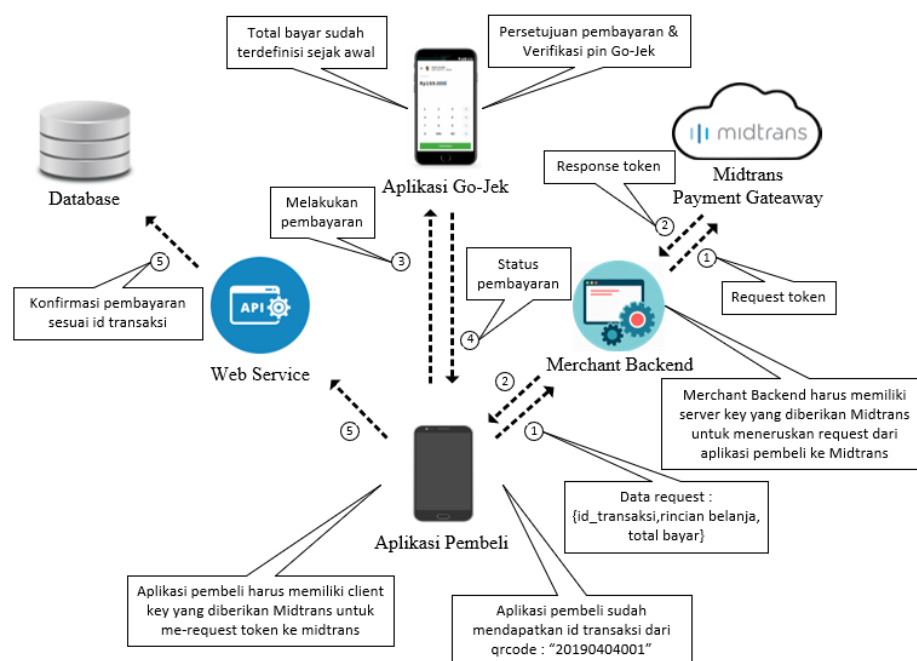 Total bayar sudah
terdefinisi sejak awal
Persetujuan pembayaran &
Verifikasi pin Go-Jek
midtrans
Database
Aplikasi Go-Jek
Midtrans
Payment Gateaway
Response token
2
1
Request token
Melakukan
pembayaran
3
Status
pembayaran
4
5
Konfirmasi pembayaran
sesuai id transaksi
API
Web Service
Merchant Backend
Merchant Backend harus memiliki
server key yang diberikan Midtrans
untuk meneruskan request dari
aplikasi pembeli ke Midtrans
2
1
5
Data request :
{id_transaksi,rincian belanja,
total bayar}
Aplikasi Pembeli
Aplikasi pembeli harus memiliki client
key yang diberikan Midtrans untuk
me-request token ke midtrans
Aplikasi pembeli sudah
mendapatkan id transaksi dari
qrcode : “20190404001”